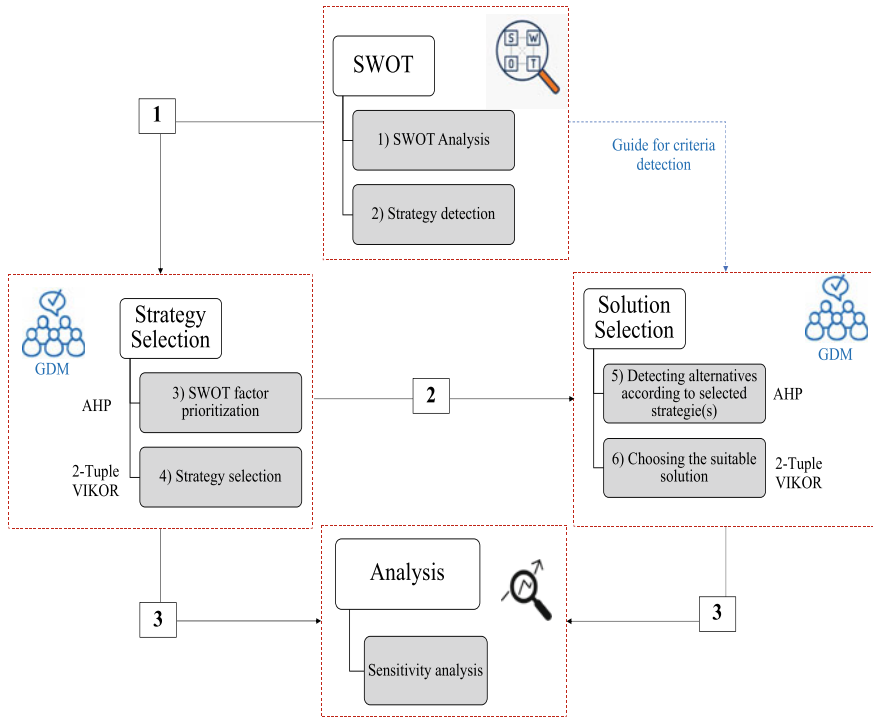 S W
O T
SWOT
1) SWOT Analysis
2) Strategy detection
1
Guide for criteria
detection
GDM
Strategy
Selection
AHP
3) SWOT factor
prioritization
2-Tuple
VIKOR
4) Strategy selection
2
Solution
Selection
GDM
5) Detecting alternatives
according to selected
strategie(s)
AHP
6) Choosing the suitable
solution
2-Tuple
VIKOR
3
Analysis
Sensitivity analysis
3